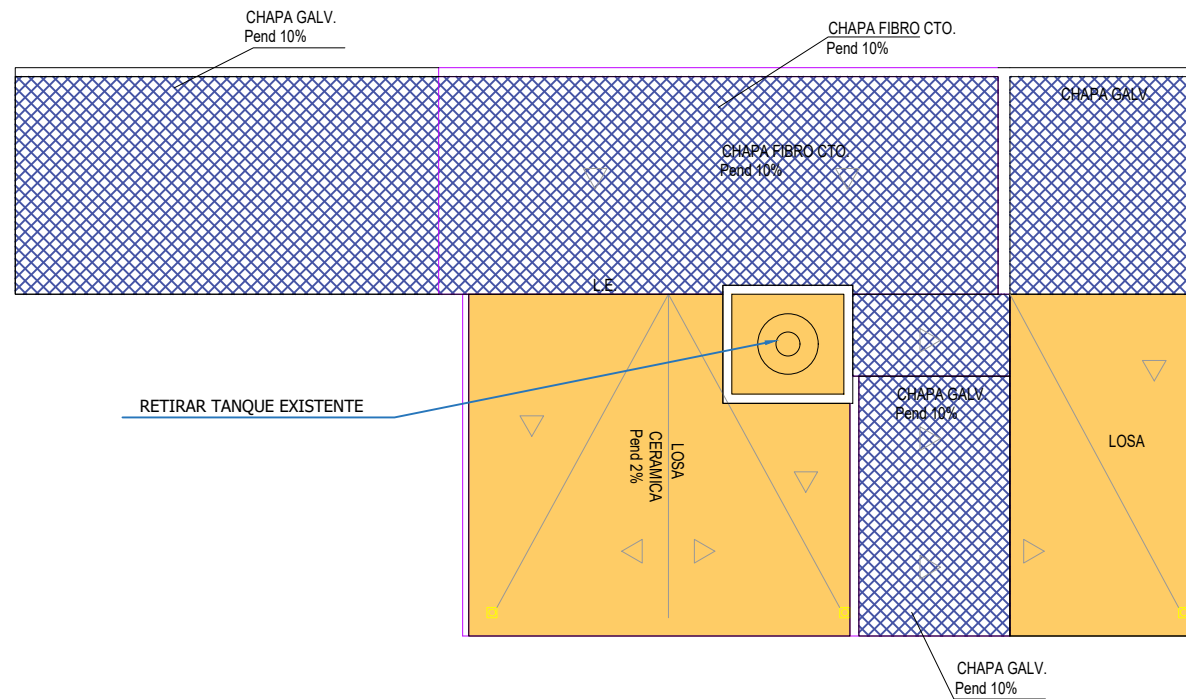 CHAPA GALV.
Pend 10%
CHAPA FIBRO CTO.
Pend 10%
CHAPA GALV.
CHAPA FIBRO CTO.
Pend 10%
L.E.
RETIRAR TANQUE EXISTENTE
CHAPA GALV.
Pend 10%
LOSA
CERAMICA
Pend 2%
LOSA
CHAPA GALV.
Pend 10%